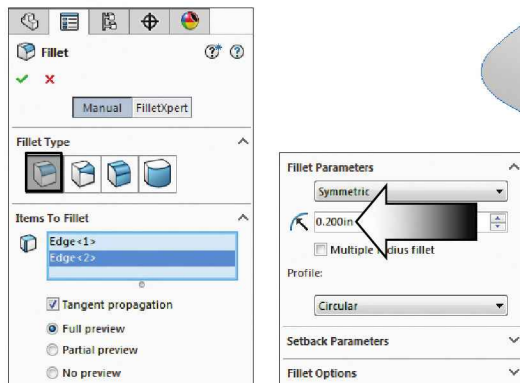 Fillet
Manual FilletXpert
Fillet Type
Items To Fillet
Edge<1>
Edge<2>
Tangent propagation
Full preview
Partial preview
No preview
Fillet Parameters
Symmetric
0.200in
Multiple fillet
Profile:
Circular
Setback Parameters
Fillet Options